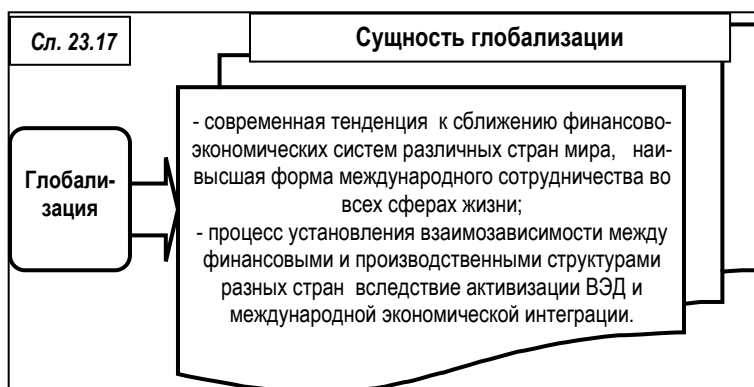 Сл. 23.17
Сущность глобализации
Глобали-
зация
- современная тенденция к сближению финансово-
экономических систем различных стран мира, наи-
высшая форма международного сотрудничества во
всех сферах жизни;
- процесс установления взаимозависимости между
финансовыми и производственными структурами
разных стран вследствие активизации ВЭД и
международной экономической интеграции.